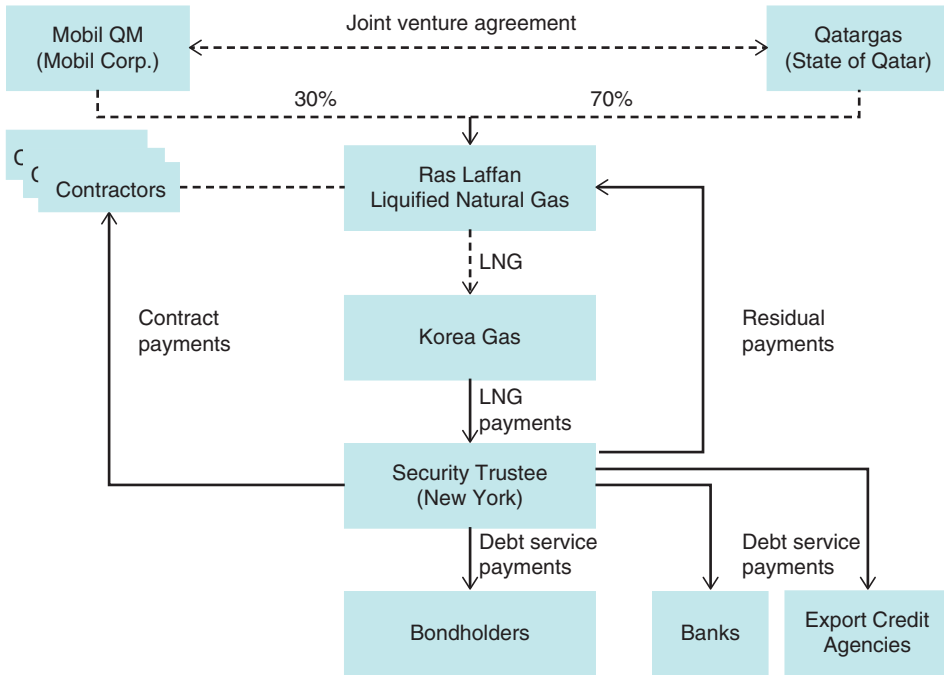 Joint venture agreement
Mobil QM
(Mobil Corp.)
Qatargas
(State of Qatar)
30%
70%
C
C
Contractors
Ras Laffan
Liquified Natural Gas
LNG
Contract
payments
Korea Gas
Residual
payments
LNG
payments
Security Trustee
(New York)
Debt service
payments
Debt service
payments
Bondholders
Banks
Export Credit
Agencies